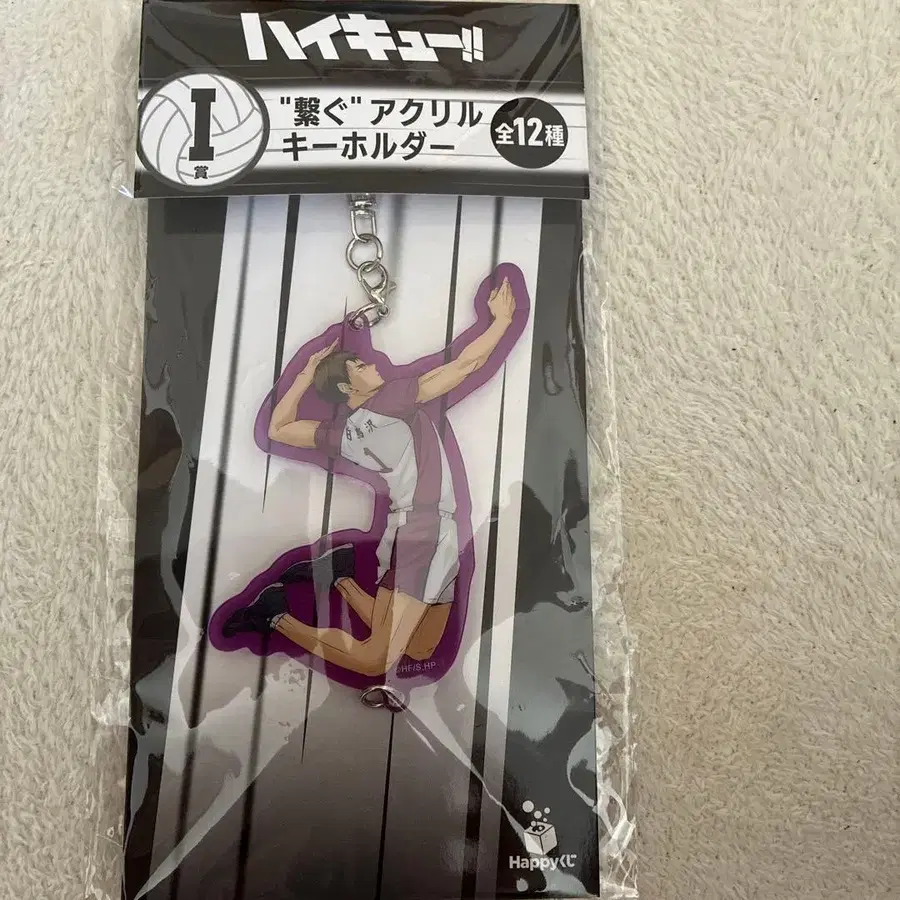 ハイキュー!!
I
賞
"繋ぐ" アクリル
キーホルダー
全12種
白鳥沢
1
©HF/S,HP
Happyくじ